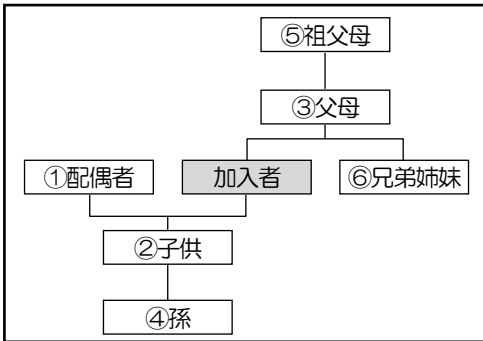 ⑤祖父母
③父母
①配偶者
加入者
⑥兄弟姉妹
②子供
④孫